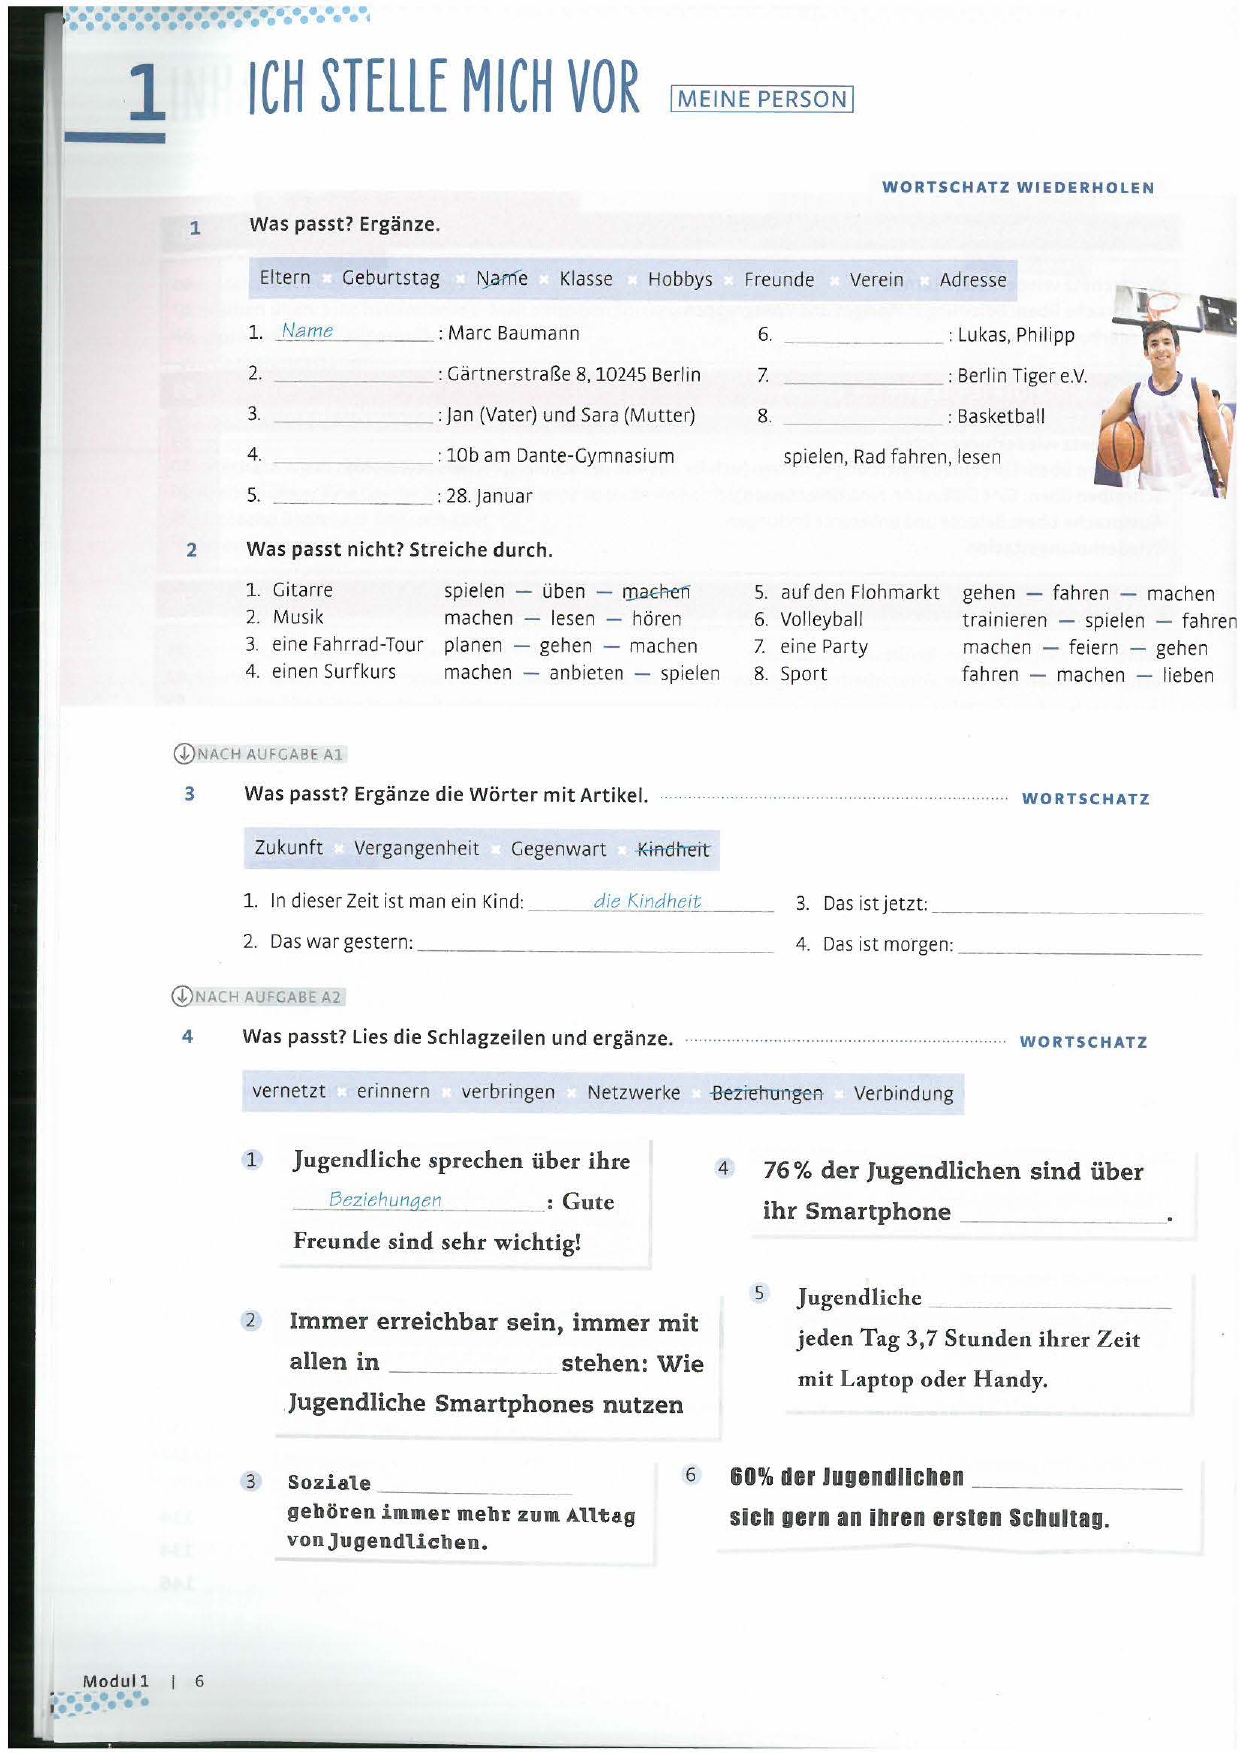 1 ICH STELLE MICH VOR MEINE PERSON
WORTSCHATZ WIEDERHOLEN
1 Was passt? Ergänze.
Eltern Geburtstag Name Klasse Hobbys Freunde Verein Adresse
1. Name : Marc Baumann
2. : Gärtnerstraße 8, 10245 Berlin
3. : Jan (Vater) und Sara (Mutter)
4. : 10b am Dante-Gymnasium
5. : 28. Januar
6. : Lukas, Philipp
7. : Berlin Tiger e.V.
8. : Basketball
spielen, Rad fahren, lesen
2 Was passt nicht? Streiche durch.
1. Gitarre spielen – üben – machen
2. Musik machen – lesen – hören
3. eine Fahrrad-Tour planen – gehen – machen
4. einen Surfkurs machen – anbieten – spielen
5. auf den Flohmarkt gehen – fahren – machen
6. Volleyball trainieren – spielen – fahren
7. eine Party machen – feiern – gehen
8. Sport fahren – machen – lieben
NACH AUFGABE A1
3 Was passt? Ergänze die Wörter mit Artikel. WORTSCHATZ
Zukunft Vergangenheit Gegenwart Kindheit
1. In dieser Zeit ist man ein Kind: die Kindheit
2. Das war gestern:
3. Das ist jetzt:
4. Das ist morgen:
NACH AUFGABE A2
4 Was passt? Lies die Schlagzeilen und ergänze. WORTSCHATZ
vernetzt erinnern verbringen Netzwerke Beziehungen Verbindung
1 Jugendliche sprechen über ihre
Beziehungen : Gute
Freunde sind sehr wichtig!
2 Immer erreichbar sein, immer mit
allen in stehen: Wie
Jugendliche Smartphones nutzen
3 Soziale
gehören immer mehr zum Alltag
von Jugendlichen.
4 76 % der Jugendlichen sind über
ihr Smartphone .
5 Jugendliche
jeden Tag 3,7 Stunden ihrer Zeit
mit Laptop oder Handy.
6 60% der Jugendlichen
sich gern an ihren ersten Schultag.
Modul 1 | 6